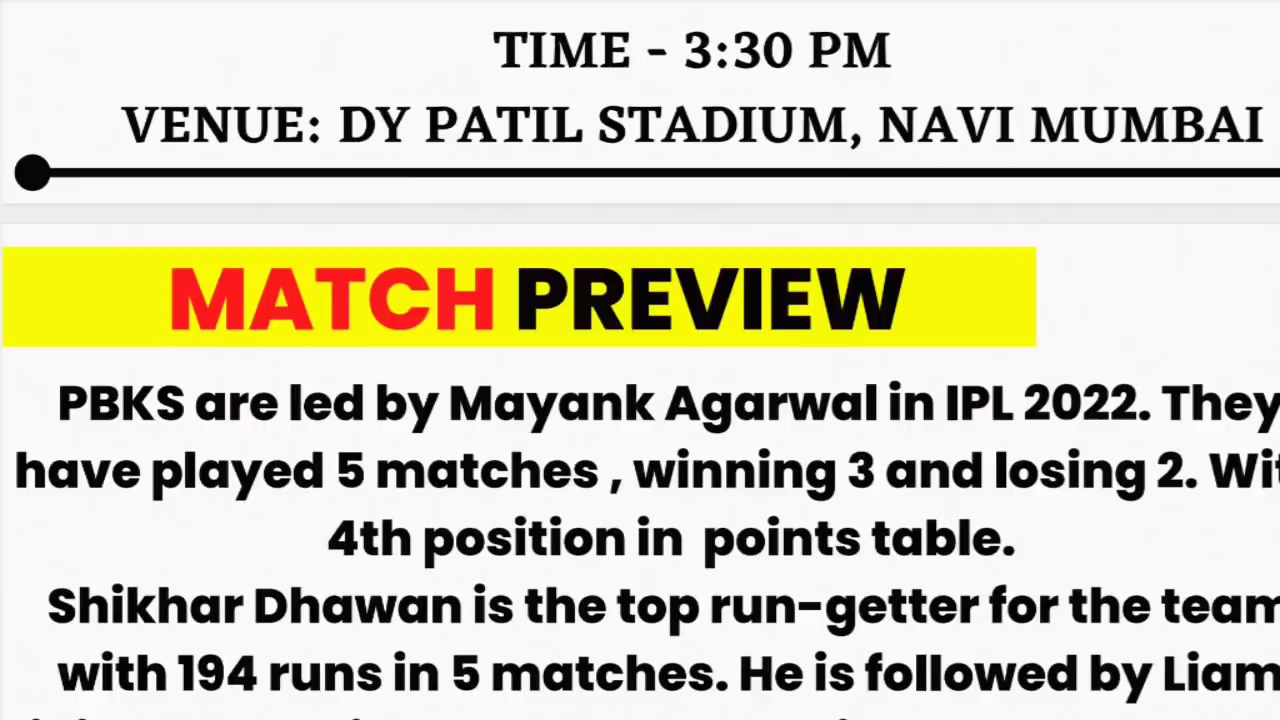 TIME - 3:30 PM
VENUE: DY PATIL STADIUM, NAVI MUMBAI
MATCH PREVIEW
PBKS are led by Mayank Agarwal in IPL 2022. They
have played 5 matches , winning 3 and losing 2. Wit
4th position in points table.
Shikhar Dhawan is the top run-getter for the team
with 194 runs in 5 matches. He is followed by Liam